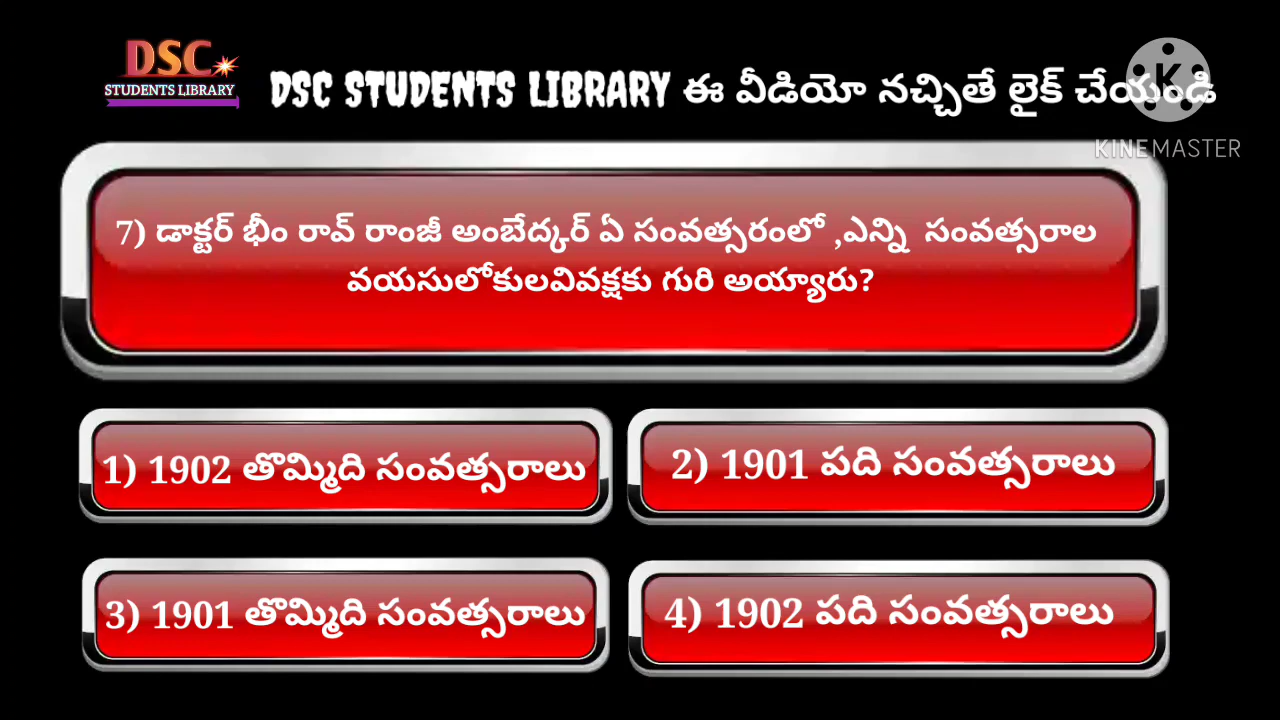 DSC
STUDENTS LIBRARY
DSC STUDENTS LIBRARY ఈ వీడియో నచ్చితే లైక్ చేయండి
K
KINEMASTER
7) డాక్టర్ భీం రావ్ రాంజీ అంబేద్కర్ ఏ సంవత్సరంలో ,ఎన్ని సంవత్సరాల
వయసులోకులవివక్షకు గురి అయ్యారు?
1) 1902 తొమ్మిది సంవత్సరాలు
2) 1901 పది సంవత్సరాలు
3) 1901 తొమ్మిది సంవత్సరాలు
4) 1902 పది సంవత్సరాలు